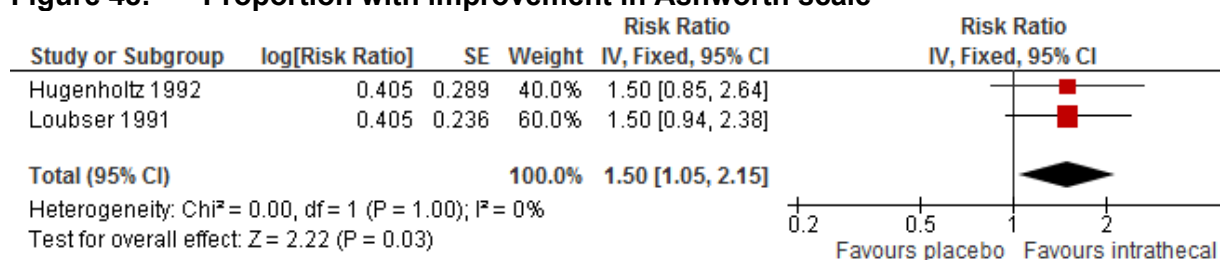 Figure Proportion with improvement in Ashworth scale
Risk Ratio Risk Ratio
Study or Subgroup log[Risk Ratio] SE Weight IV, Fixed, 95% CI IV, Fixed, 95% CI
Hugenholtz 1992 0.405 0.289 40.0% 1.50 [0.85, 2.64]
Loubser 1991 0.405 0.236 60.0% 1.50 [0.94, 2.38]
Total (95% CI) 100.0% 1.50 [1.05, 2.15]
Heterogeneity: Chi² = 0.00, df = 1 (P = 1.00); I² = 0%
Test for overall effect: Z = 2.22 (P = 0.03)
0.2 0.5 1 2
Favours placebo Favours intrathecal